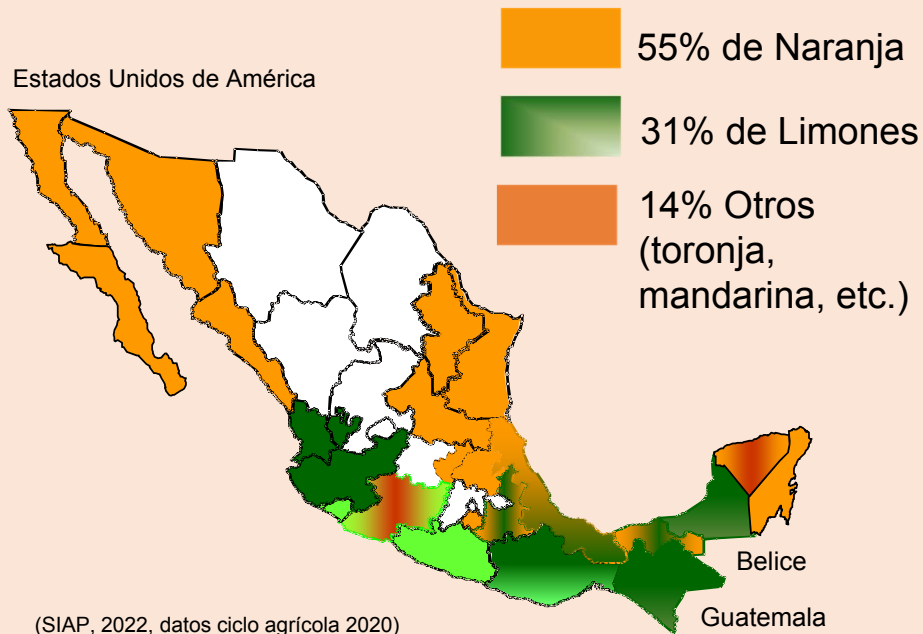 55% de Naranja
Estados Unidos de América
31% de Limones
14% Otros
(toronja,
mandarina, etc.)
Belice
Guatemala
(SIAP, 2022, datos ciclo agrícola 2020)